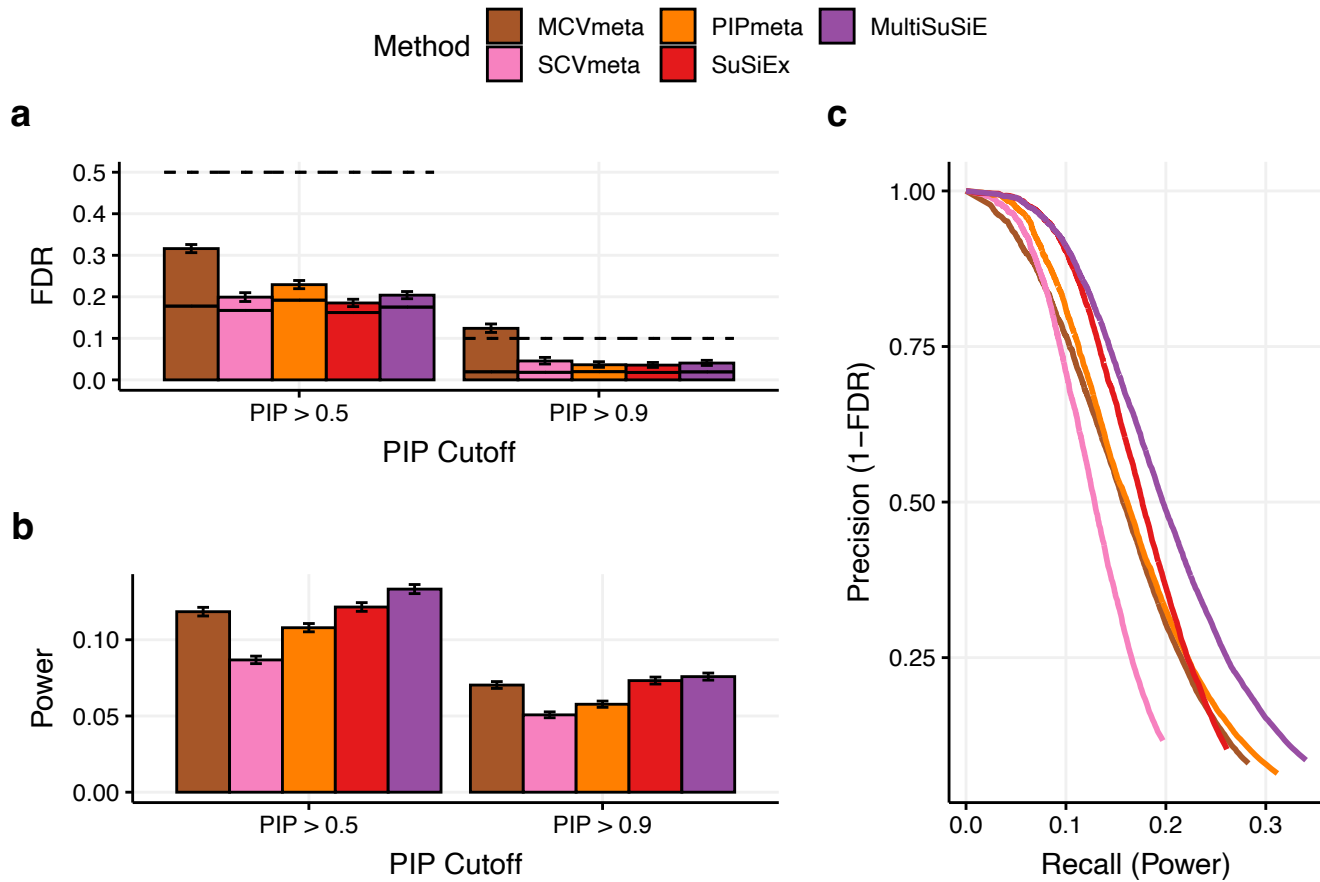 Method
MCVmeta
PIPmeta
MultiSuSiE
SCVmeta
SuSiEx
a
FDR
0.5
0.4
0.3
0.2
0.1
0.0
PIP > 0.5
PIP > 0.9
PIP Cutoff
b
Power
0.10
0.05
0.00
PIP > 0.5
PIP > 0.9
PIP Cutoff
c
Precision (1−FDR)
1.00
0.75
0.50
0.25
0.0
0.1
0.2
0.3
Recall (Power)